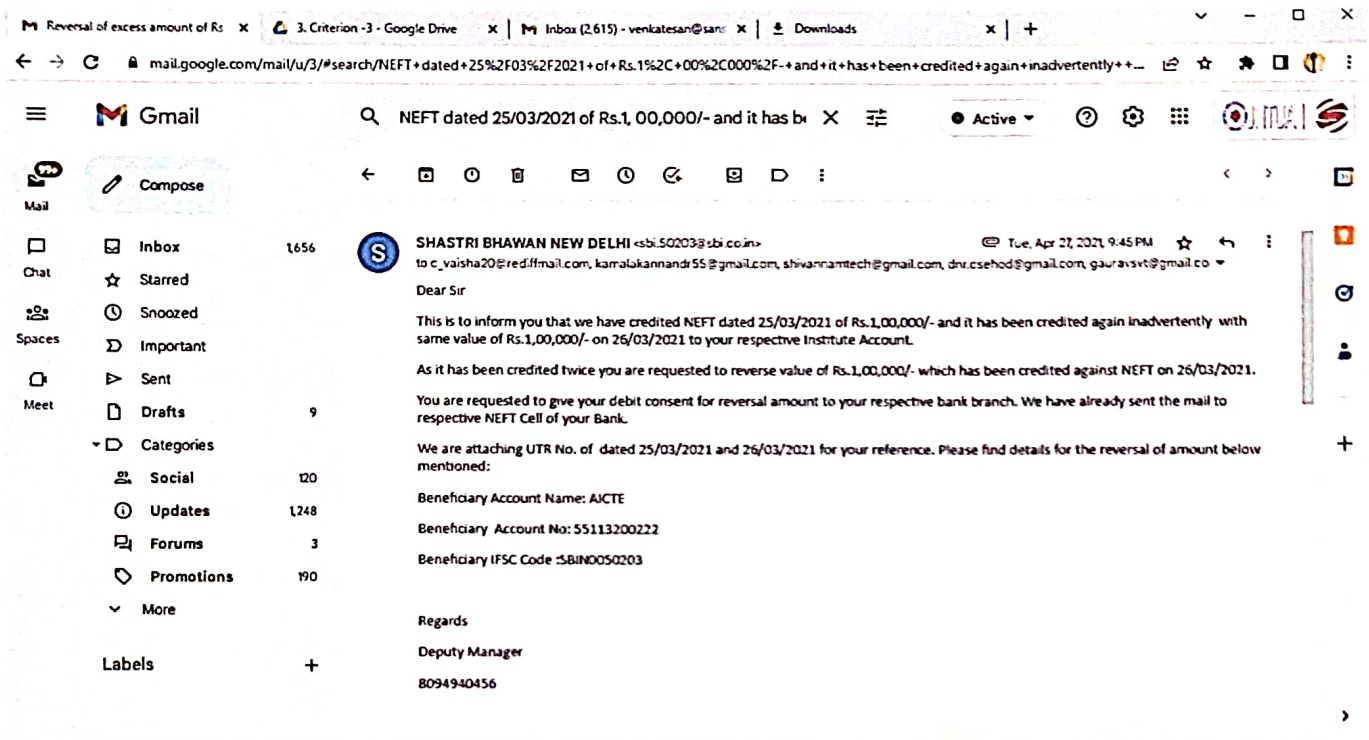 Reversal of excess amount of Rs
3. Criterion -3 - Google Drive
Inbox (2,615) - venkatesan@sans
Downloads
mail.google.com/mail/u/3/#search/NEFT+dated+25%2F03%2F2021+of+Rs.1%2C+00%2C000%2F-+and+it+has+been+credited+again+inadvertently++...
Gmail
NEFT dated 25/03/2021 of Rs.1, 00,000/- and it has be
Active
99+
Mail
Chat
Spaces
Meet
Compose
Inbox 1,656
Starred
Snoozed
Important
Sent
Drafts 9
Categories
Social 120
Updates 1,248
Forums 3
Promotions 190
More
Labels
SHASTRI BHAWAN NEW DELHI <sbi.50203@sbi.co.in>
Tue, Apr 27, 2021, 9:45 PM
to c_vaisha20@rediffmail.com, kamalakannandr55@gmail.com, shivanramtech@gmail.com, dnr.csehod@gmail.com, gauravsvt@gmail.co
Dear Sir
This is to inform you that we have credited NEFT dated 25/03/2021 of Rs.1,00,000/- and it has been credited again inadvertently with
same value of Rs.1,00,000/- on 26/03/2021 to your respective Institute Account.
As it has been credited twice you are requested to reverse value of Rs.1,00,000/- which has been credited against NEFT on 26/03/2021.
You are requested to give your debit consent for reversal amount to your respective bank branch. We have already sent the mail to
respective NEFT Cell of your Bank.
We are attaching UTR No. of dated 25/03/2021 and 26/03/2021 for your reference. Please find details for the reversal of amount below
mentioned:
Beneficiary Account Name: AICTE
Beneficiary Account No: 55113200222
Beneficiary IFSC Code :SBIN0050203
Regards
Deputy Manager
8094940456